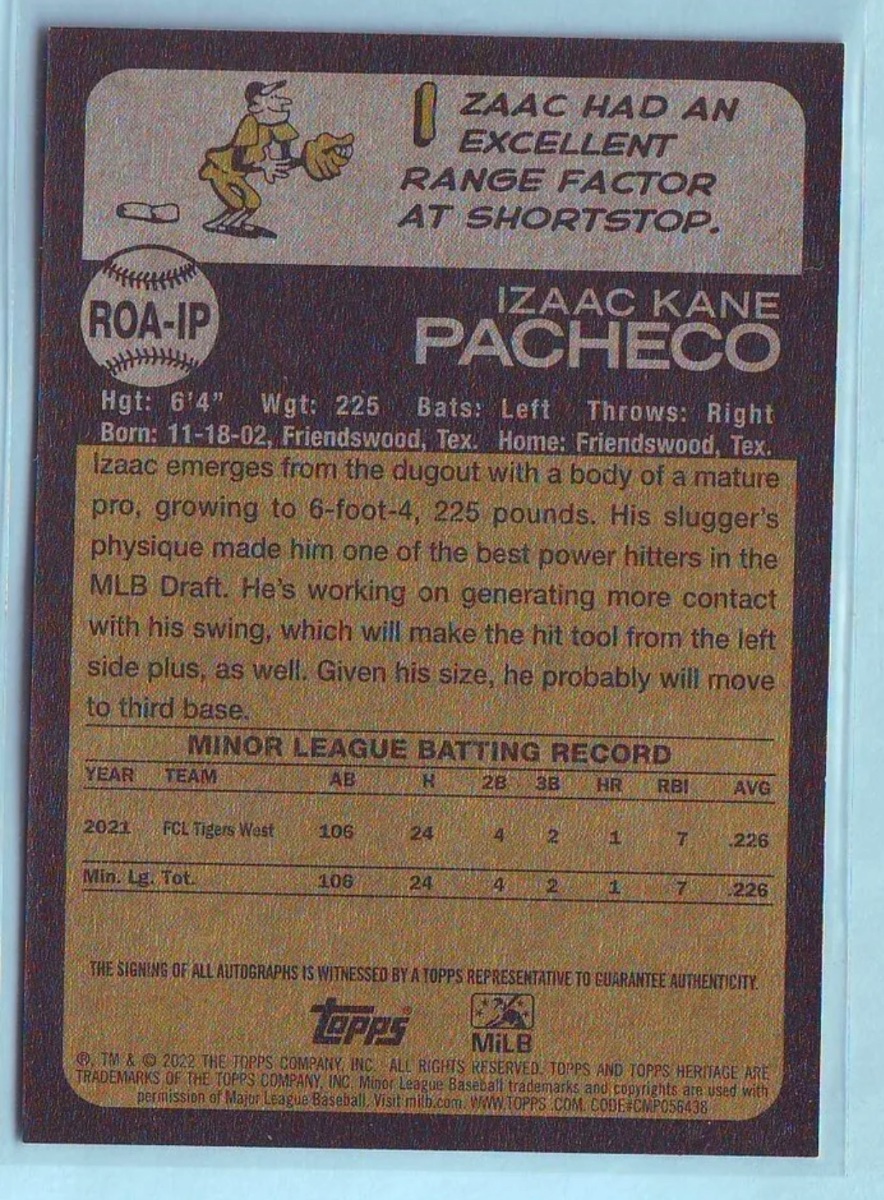 IZAAC HAD AN
EXCELLENT
RANGE FACTOR
AT SHORTSTOP.
ROA-IP
IZAAC KANE
PACHECO
Hgt: 6'4" Wgt: 225 Bats: Left Throws: Right
Born: 11-18-02, Friendswood, Tex. Home: Friendswood, Tex.
Izaac emerges from the dugout with a body of a mature
pro, growing to 6-foot-4, 225 pounds. His slugger's
physique made him one of the best power hitters in the
MLB Draft. He's working on generating more contact
with his swing, which will make the hit tool from the left
side plus, as well. Given his size, he probably will move
to third base.
MINOR LEAGUE BATTING RECORD
YEAR TEAM AB H 2B 3B HR RBI AVG
2021 FCL Tigers West 106 24 4 2 1 7 .226
Min. Lg. Tot. 106 24 4 2 1 7 .226
THE SIGNING OF ALL AUTOGRAPHS IS WITNESSED BY A TOPPS REPRESENTATIVE TO GUARANTEE AUTHENTICITY.
topps®
MiLB
®, TM & © 2022 THE TOPPS COMPANY, INC. ALL RIGHTS RESERVED. TOPPS AND TOPPS HERITAGE ARE
TRADEMARKS OF THE TOPPS COMPANY, INC. Minor League Baseball trademarks and copyrights are used with
permission of Major League Baseball. Visit milb.com. WWW.TOPPS.COM. CODE#CMP056438